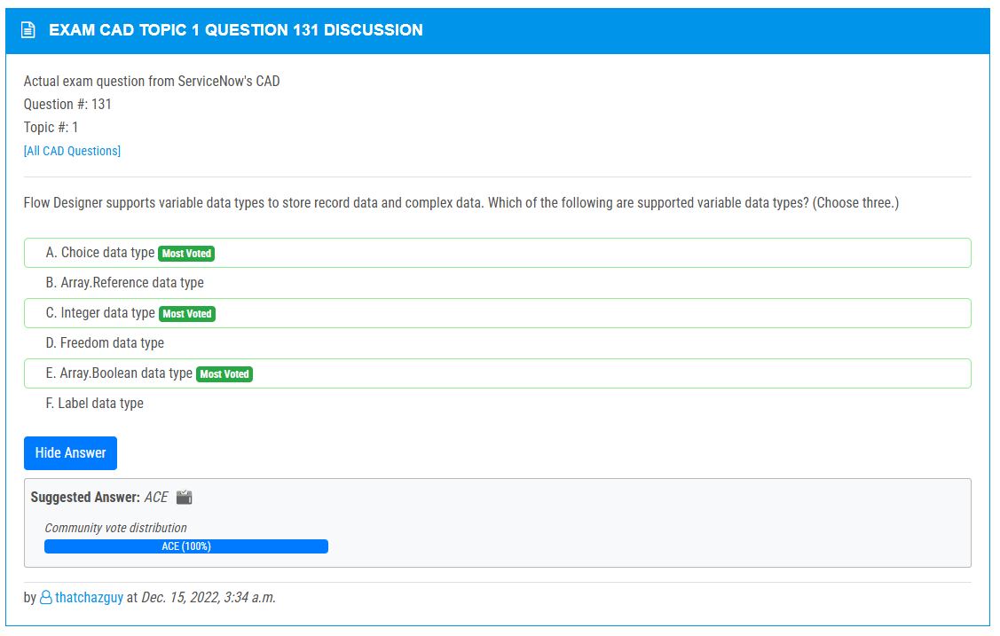 EXAM CAD TOPIC 1 QUESTION 131 DISCUSSION
Actual exam question from ServiceNow's CAD
Question #: 131
Topic #: 1
[All CAD Questions]
Flow Designer supports variable data types to store record data and complex data. Which of the following are supported variable data types? (Choose three.)
A. Choice data type Most Voted
B. Array.Reference data type
C. Integer data type Most Voted
D. Freedom data type
E. Array.Boolean data type Most Voted
F. Label data type
Hide Answer
Suggested Answer: ACE
Community vote distribution
ACE (100%)
by thatchazguy at Dec. 15, 2022, 3:34 a.m.